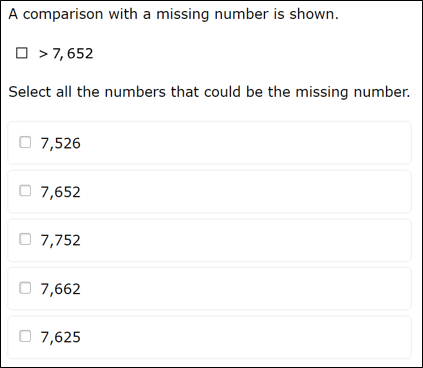 A comparison with a missing number is shown.
☐ > 7,652
Select all the numbers that could be the missing number.
7,526
7,652
7,752
7,662
7,625